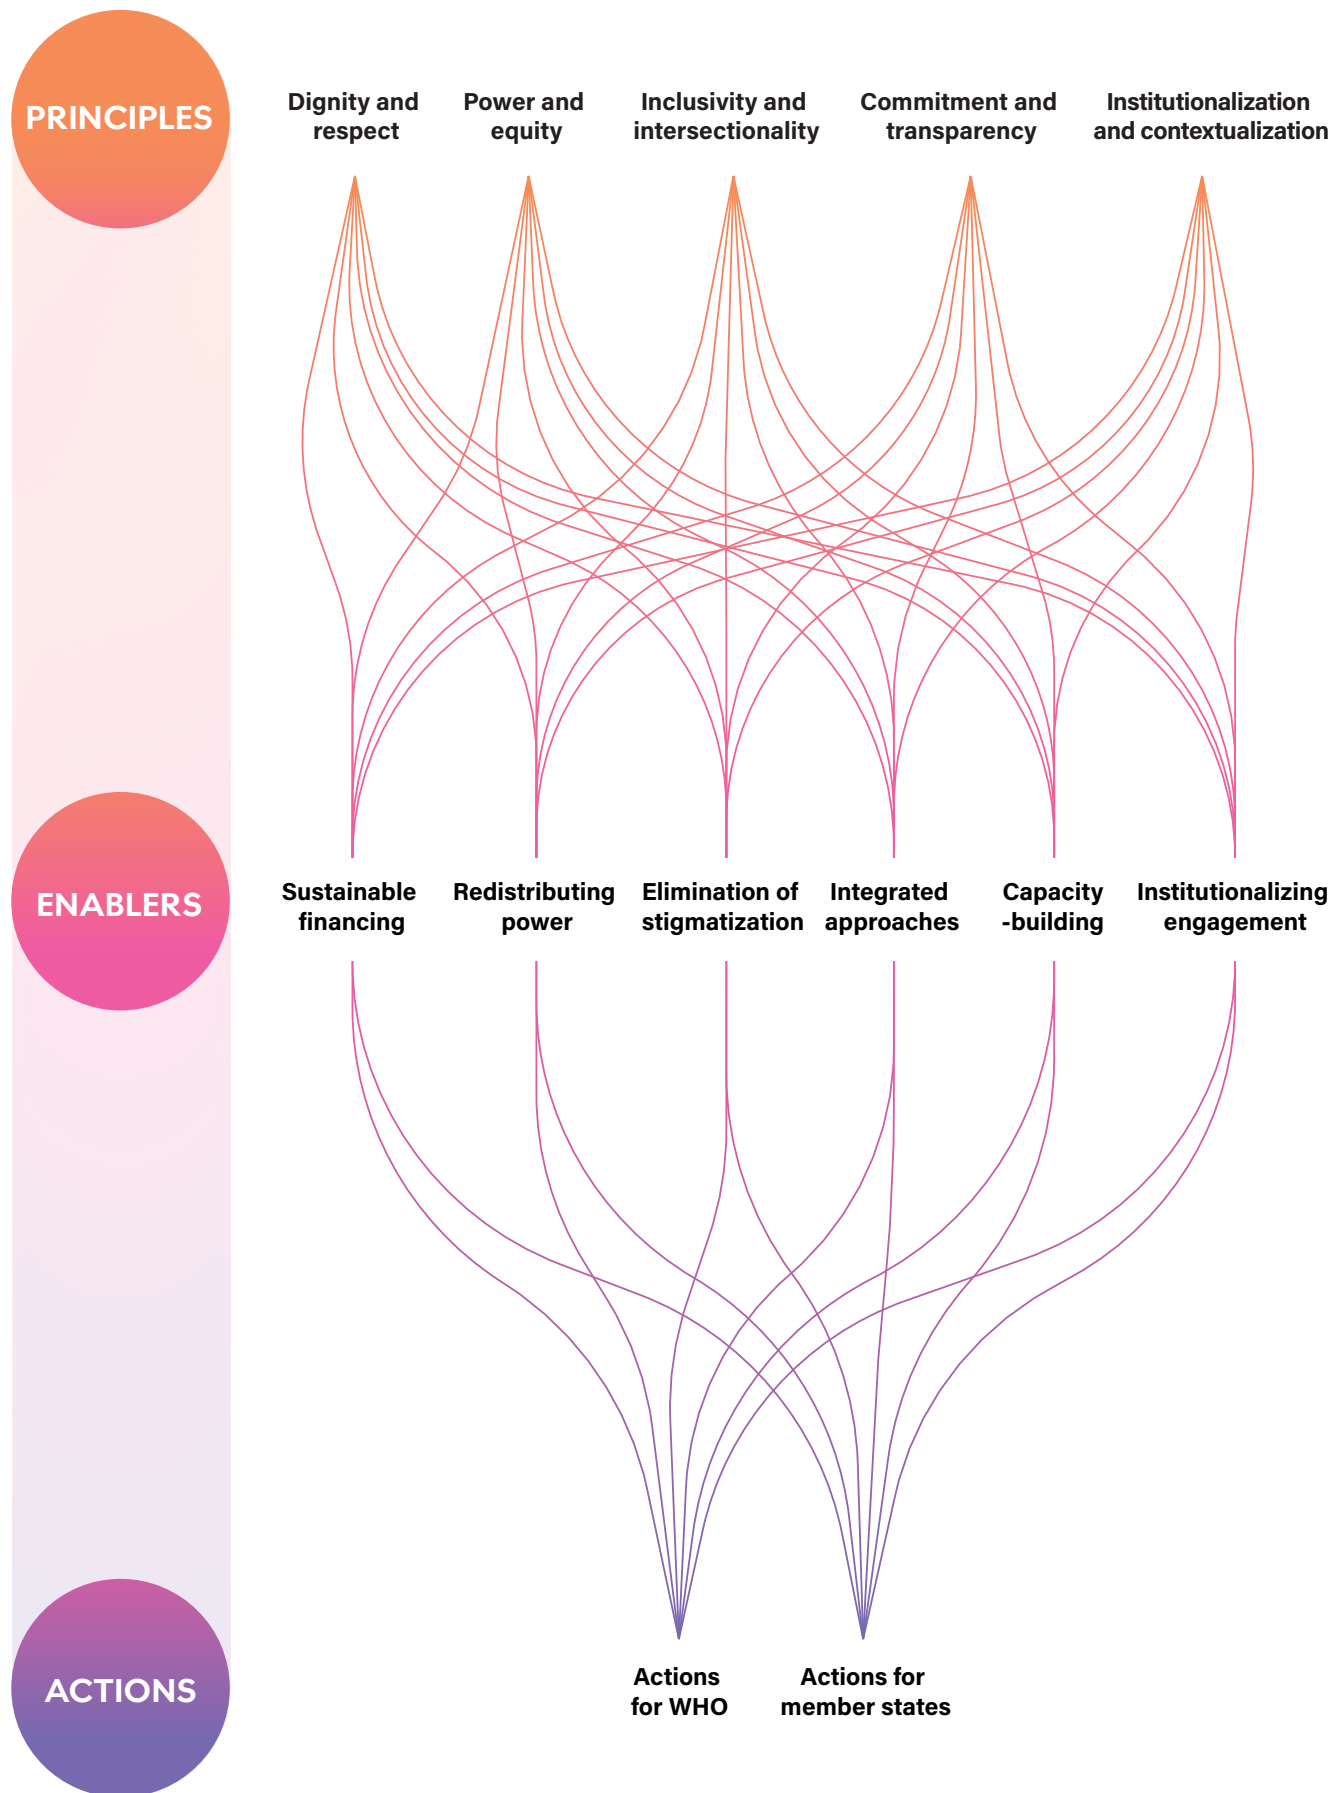 PRINCIPLES
Dignity and
respect
Power and
equity
Inclusivity and
intersectionality
Commitment and
transparency
Institutionalization
and contextualization
ENABLERS
Sustainable
financing
Redistributing
power
Elimination of
stigmatization
Integrated
approaches
Capacity
-building
Institutionalizing
engagement
ACTIONS
Actions
for WHO
Actions for
member states